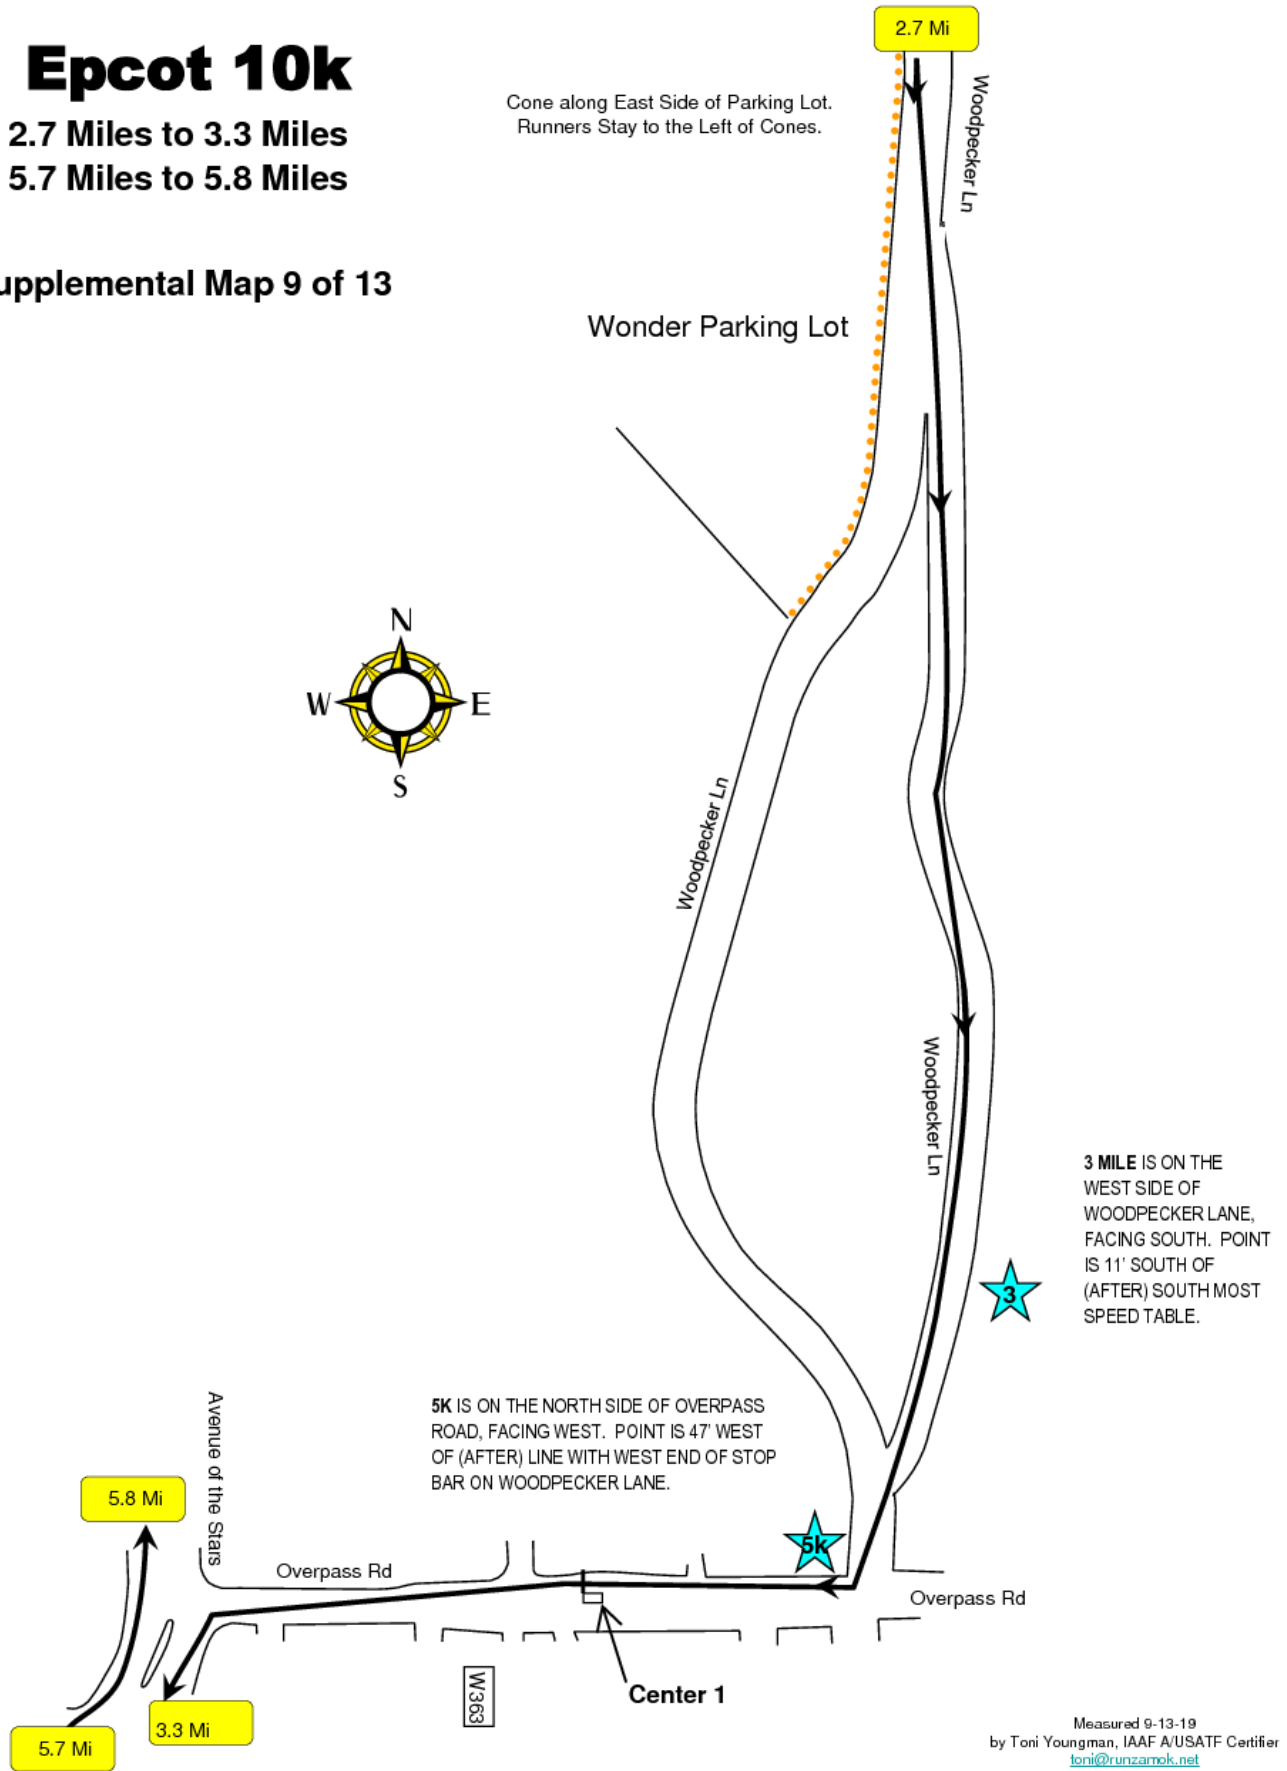 Epcot 10k
2.7 Miles to 3.3 Miles
5.7 Miles to 5.8 Miles
upplemental Map 9 of 13
2.7 Mi
Cone along East Side of Parking Lot.
Runners Stay to the Left of Cones.
Woodpecker Ln
Wonder Parking Lot
N
W
E
S
Woodpecker Ln
Woodpecker Ln
3 MILE IS ON THE
WEST SIDE OF
WOODPECKER LANE,
FACING SOUTH. POINT
IS 11' SOUTH OF
(AFTER) SOUTH MOST
SPEED TABLE.
3
5K IS ON THE NORTH SIDE OF OVERPASS
ROAD, FACING WEST. POINT IS 47' WEST
OF (AFTER) LINE WITH WEST END OF STOP
BAR ON WOODPECKER LANE.
Avenue of the Stars
5.8 Mi
5k
Overpass Rd
Overpass Rd
W363
Center 1
3.3 Mi
5.7 Mi
Measured 9-13-19
by Toni Youngman, IAAF A/USATF Certifier
toni@runzamok.net